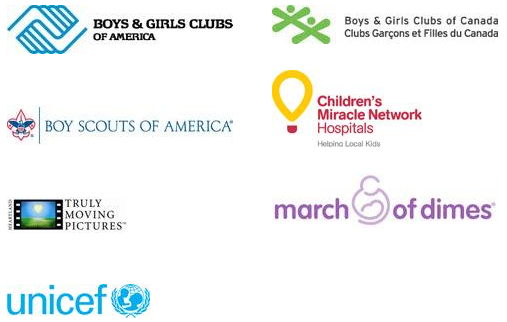 BOYS & GIRLS CLUBS
OF AMERICA
Boys & Girls Clubs of Canada
Clubs Garçons et Filles du Canada
BOY SCOUTS OF AMERICA®
Children's
Miracle Network
Hospitals
Helping Local Kids
HEARTLAND
TRULY
MOVING
PICTURES™
march of dimes®
unicef